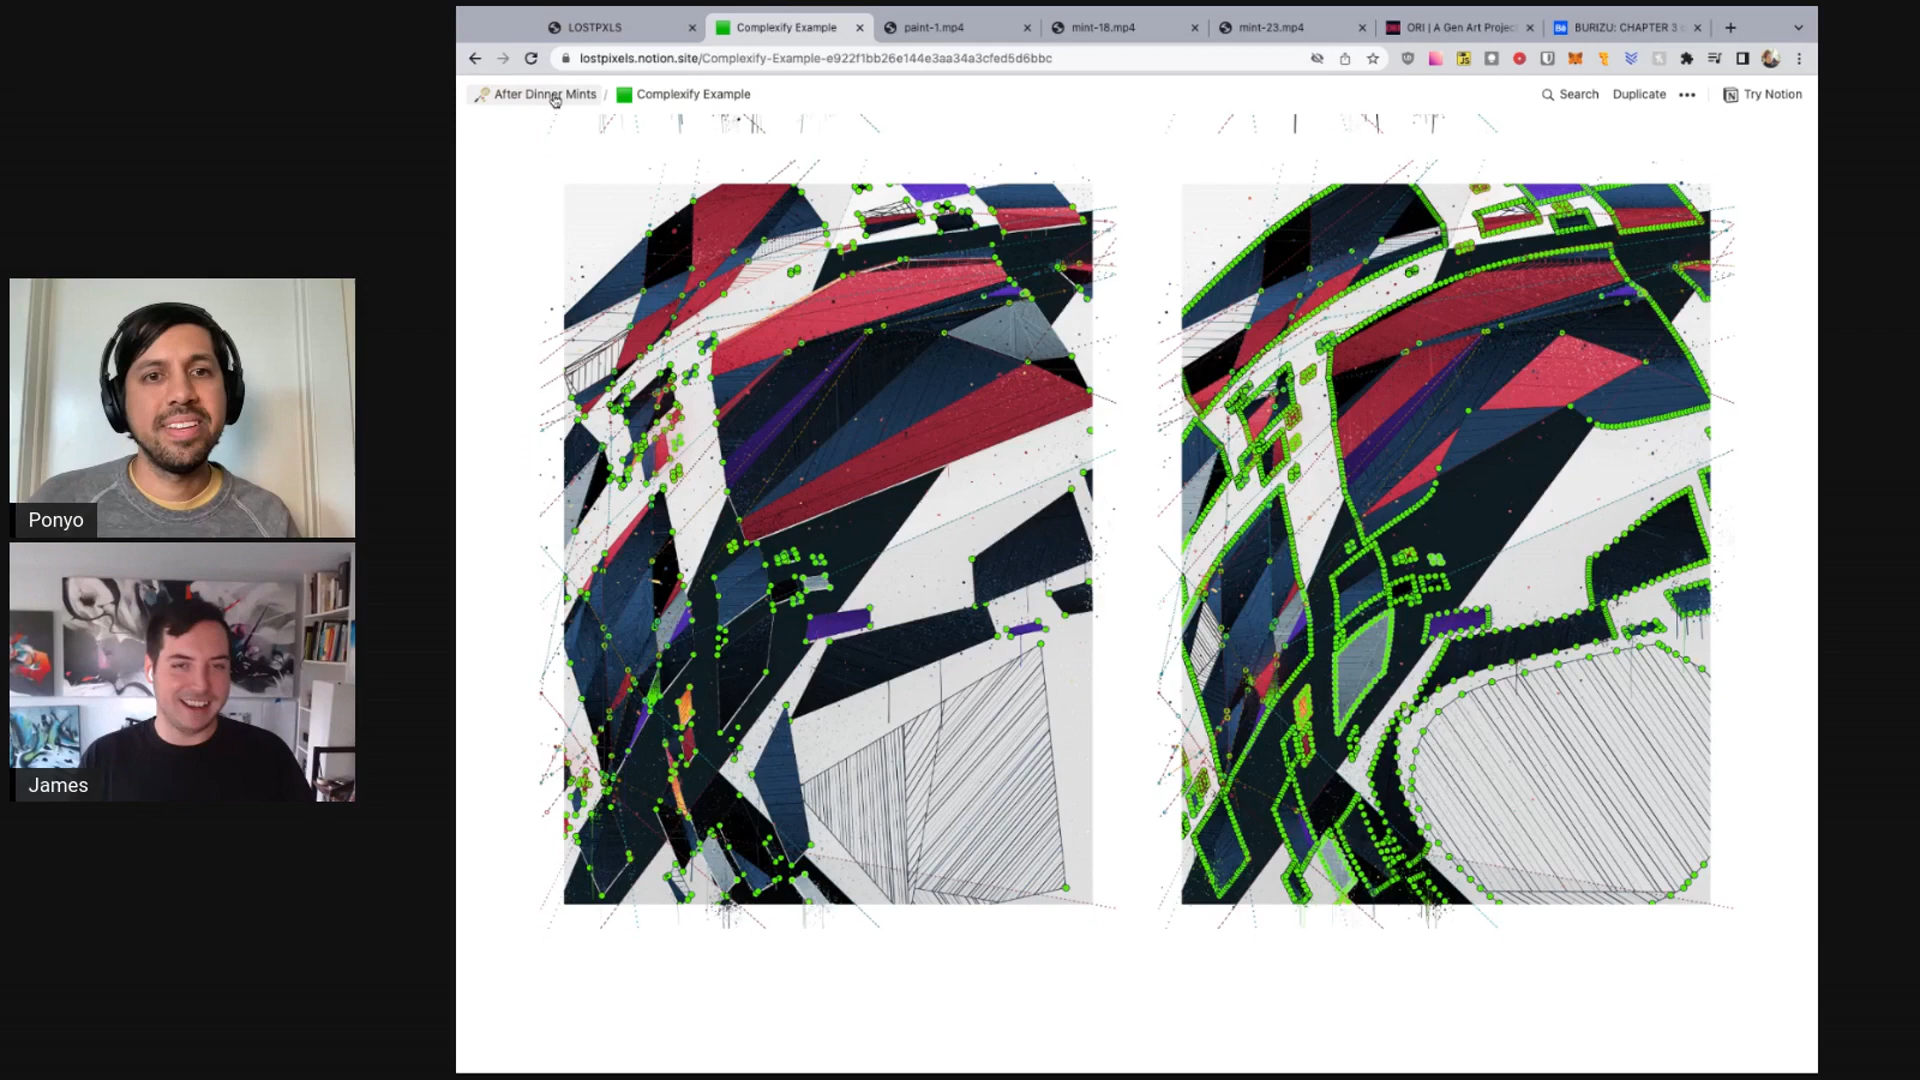 LOSTPXLS
Complexify Example
paint-1.mp4
mint-18.mp4
mint-23.mp4
ORI | A Gen Art Projec
BURIZU: CHAPTER 3
lostpixels.notion.site/Complexify-Example-e922f1bb26e144e3aa34a3cfed5d6bbc
After Dinner Mints / Complexify Example
Search Duplicate ••• Try Notion
Ponyo
James